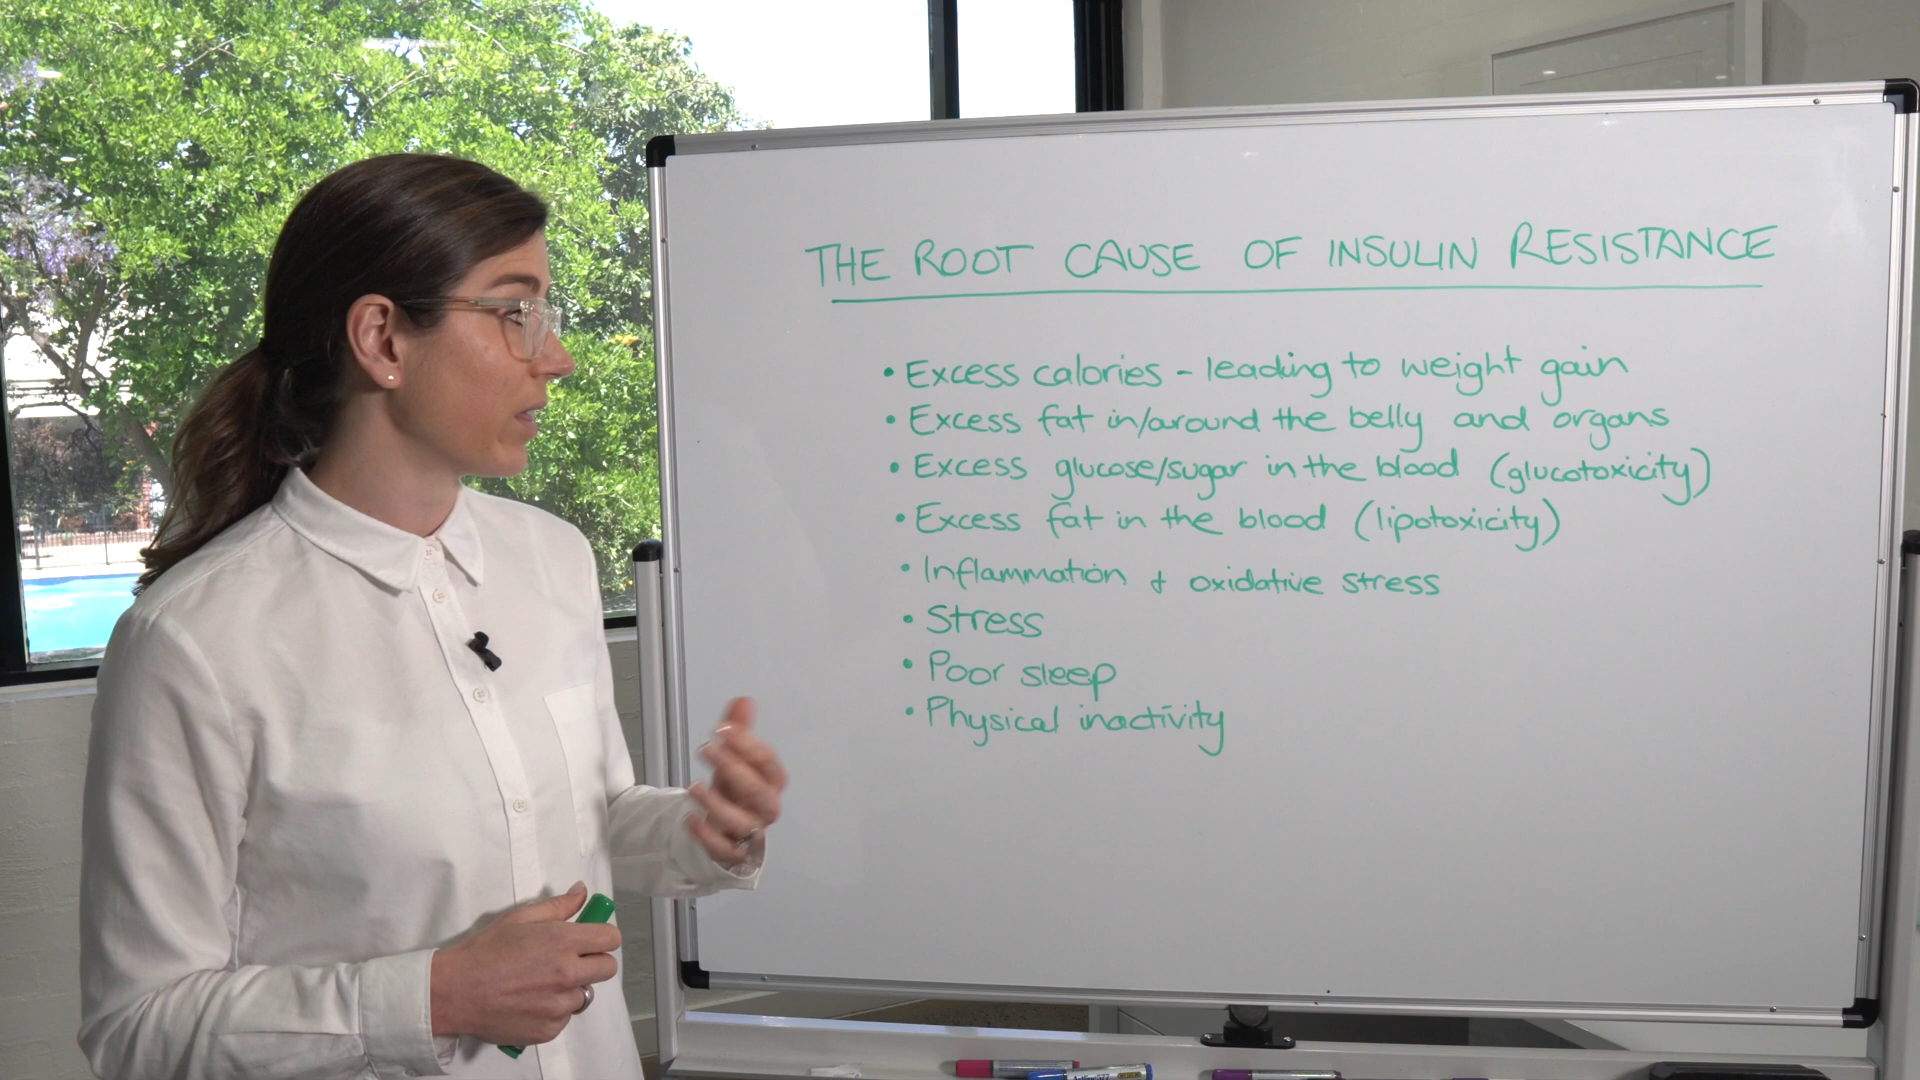 THE ROOT CAUSE OF INSULIN RESISTANCE
• Excess calories - leading to weight gain
• Excess fat in/around the belly and organs
• Excess glucose/sugar in the blood (glucotoxicity)
• Excess fat in the blood (lipotoxicity)
• Inflammation + oxidative stress
• Stress
• Poor sleep
• Physical inactivity
Artline 577